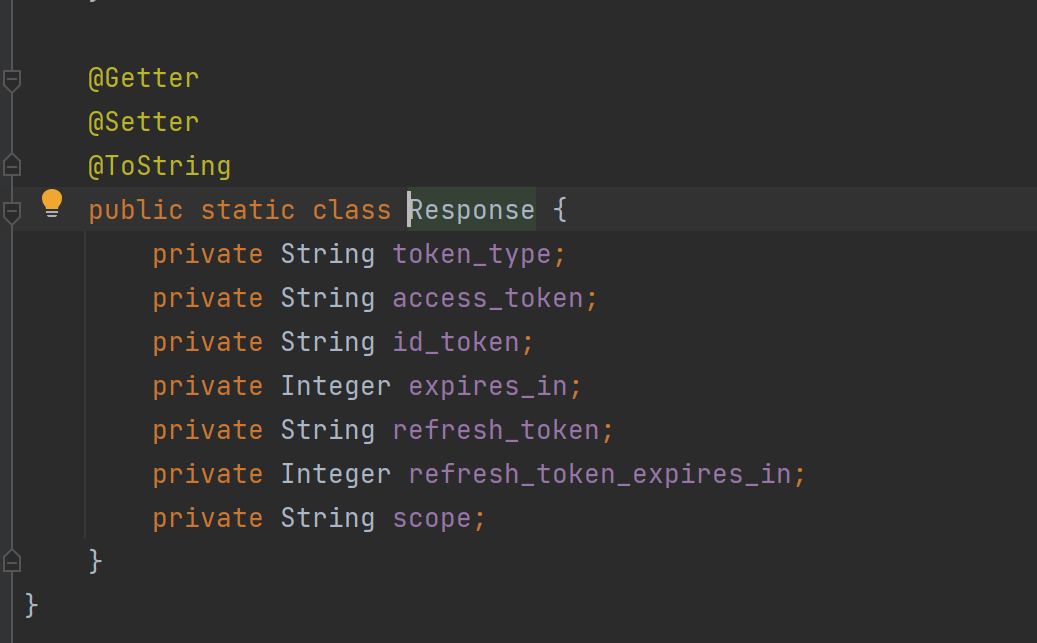 @Getter
@Setter
@ToString
public static class Response {
private String token_type;
private String access_token;
private String id_token;
private Integer expires_in;
private String refresh_token;
private Integer refresh_token_expires_in;
private String scope;
}
}